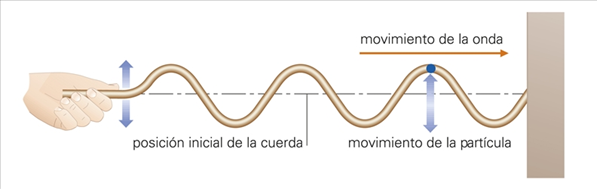 movimiento de la onda
posición inicial de la cuerda
movimiento de la partícula